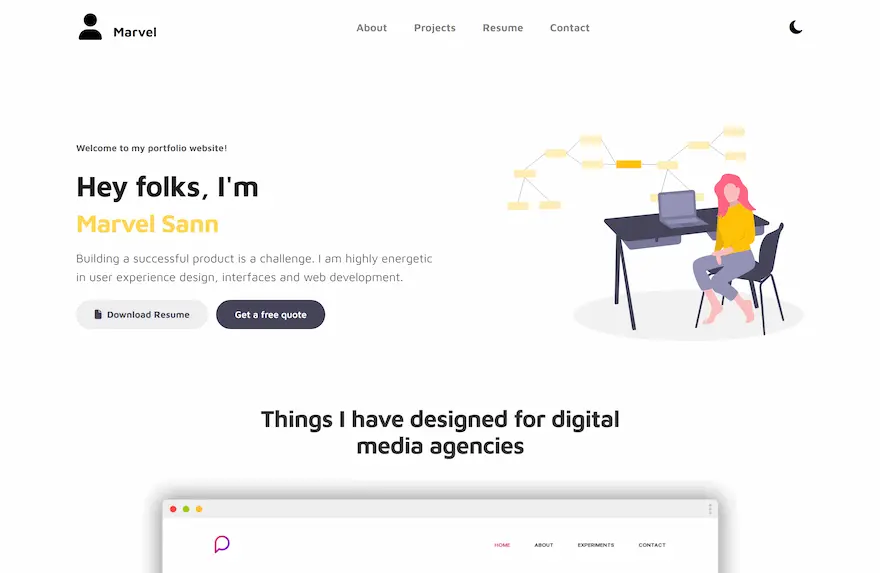 Marvel
About Projects Resume Contact
Welcome to my portfolio website!
Hey folks, I'm
Marvel Sann
Building a successful product is a challenge. I am highly energetic
in user experience design, interfaces and web development.
Download Resume Get a free quote
Things I have designed for digital
media agencies
HOME ABOUT EXPERIMENTS CONTACT